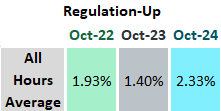 Regulation-Up
Oct-22 Oct-23 Oct-24
All
Hours
Average
1.93% 1.40% 2.33%